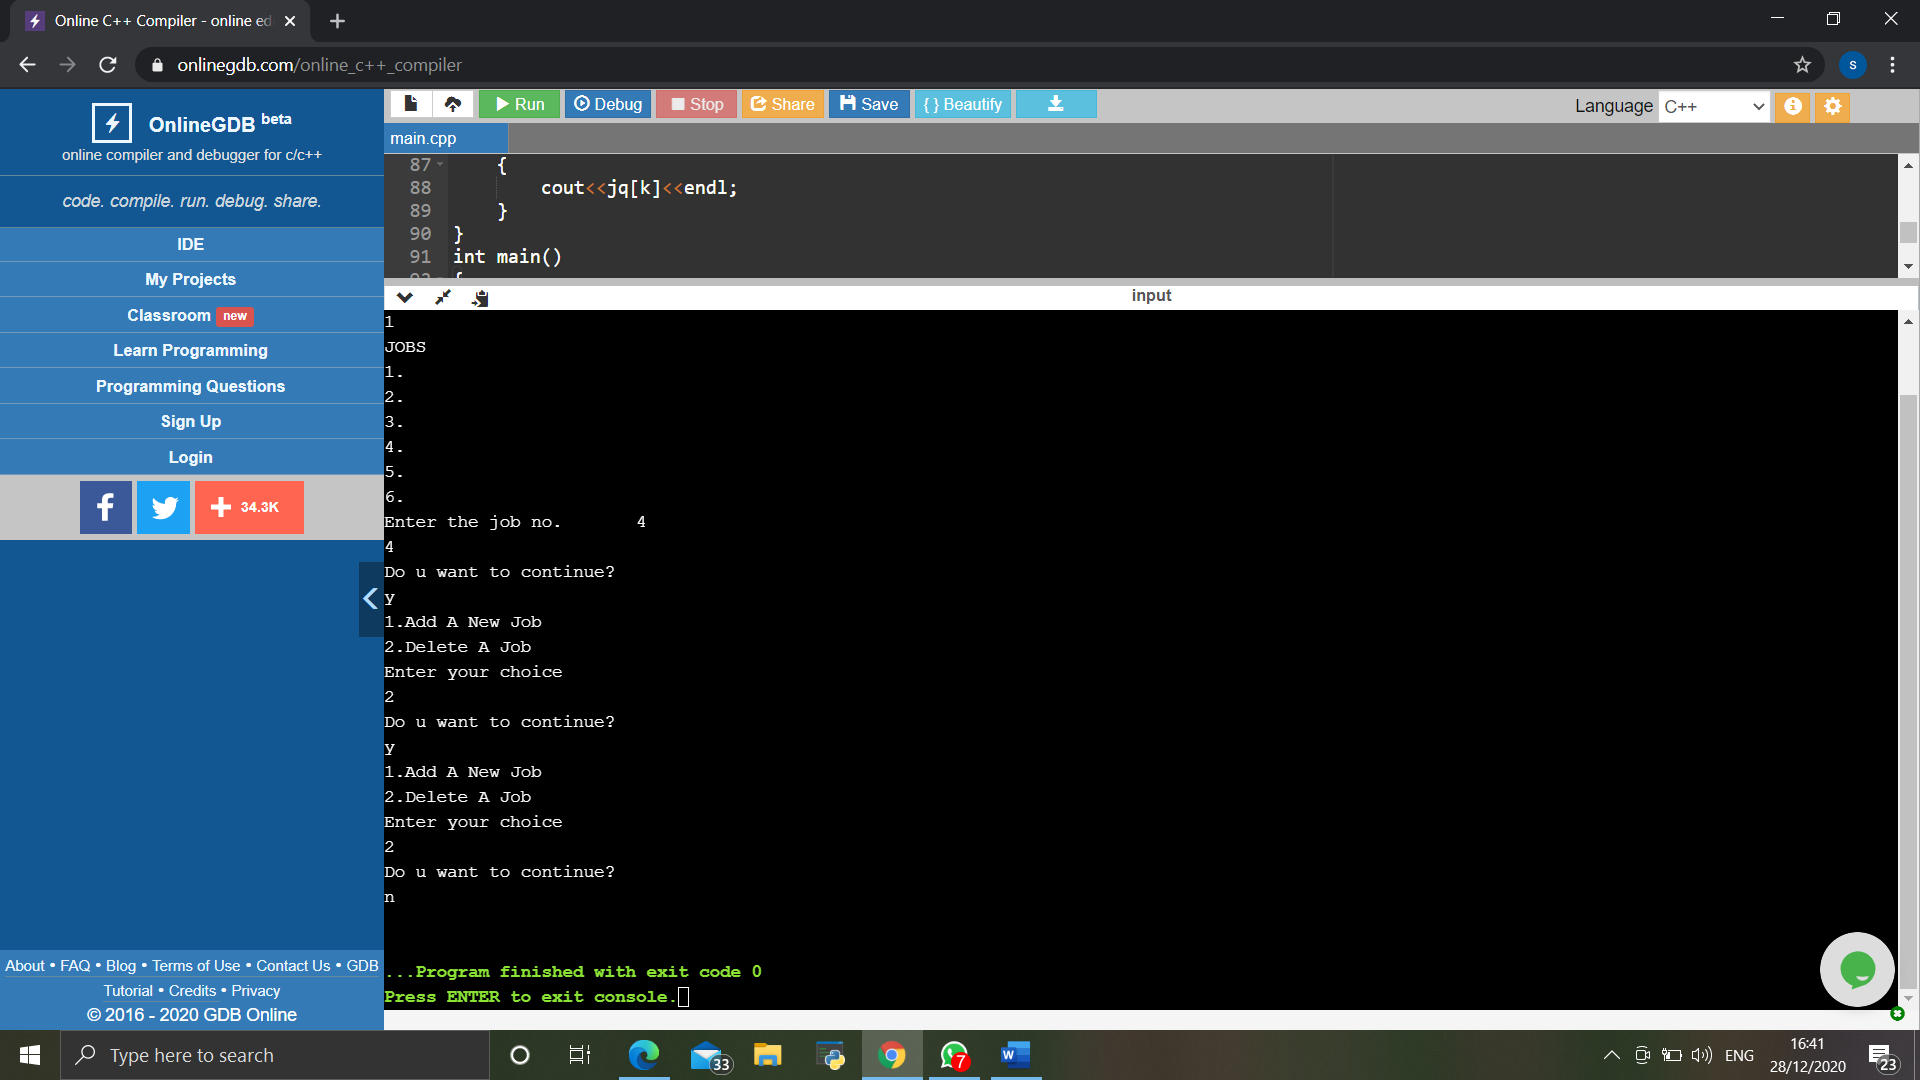 Online C++ Compiler - online ed
onlinegdb.com/online_c++_compiler
S
OnlineGDB beta
online compiler and debugger for c/c++
code. compile. run. debug. share.
IDE
My Projects
Classroom new
Learn Programming
Programming Questions
Sign Up
Login
34.3K
About • FAQ • Blog • Terms of Use • Contact Us • GDB
Tutorial • Credits • Privacy
© 2016 - 2020 GDB Online
Run Debug Stop Share Save { } Beautify
Language C++
main.cpp
87 {
88 cout<<jq[k]<<endl;
89 }
90 }
91 int main()
92 {
input
1
JOBS
1.
2.
3.
4.
5.
6.
Enter the job no. 4
4
Do u want to continue?
y
1.Add A New Job
2.Delete A Job
Enter your choice
2
Do u want to continue?
y
1.Add A New Job
2.Delete A Job
Enter your choice
2
Do u want to continue?
n
...Program finished with exit code 0
Press ENTER to exit console.
Type here to search
33
7
ENG
16:41
28/12/2020
23